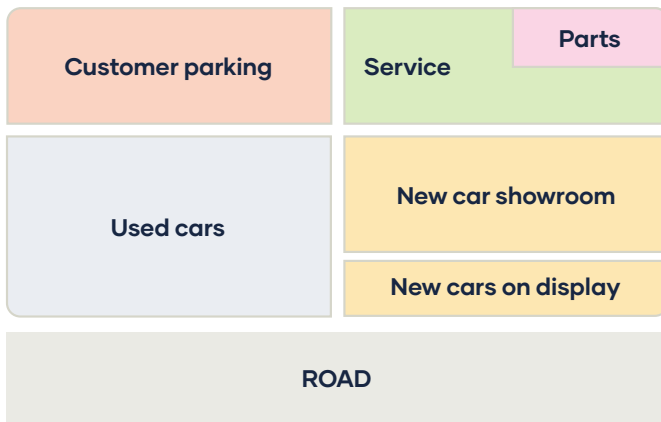 Customer parking
Service
Parts
Used cars
New car showroom
New cars on display
ROAD